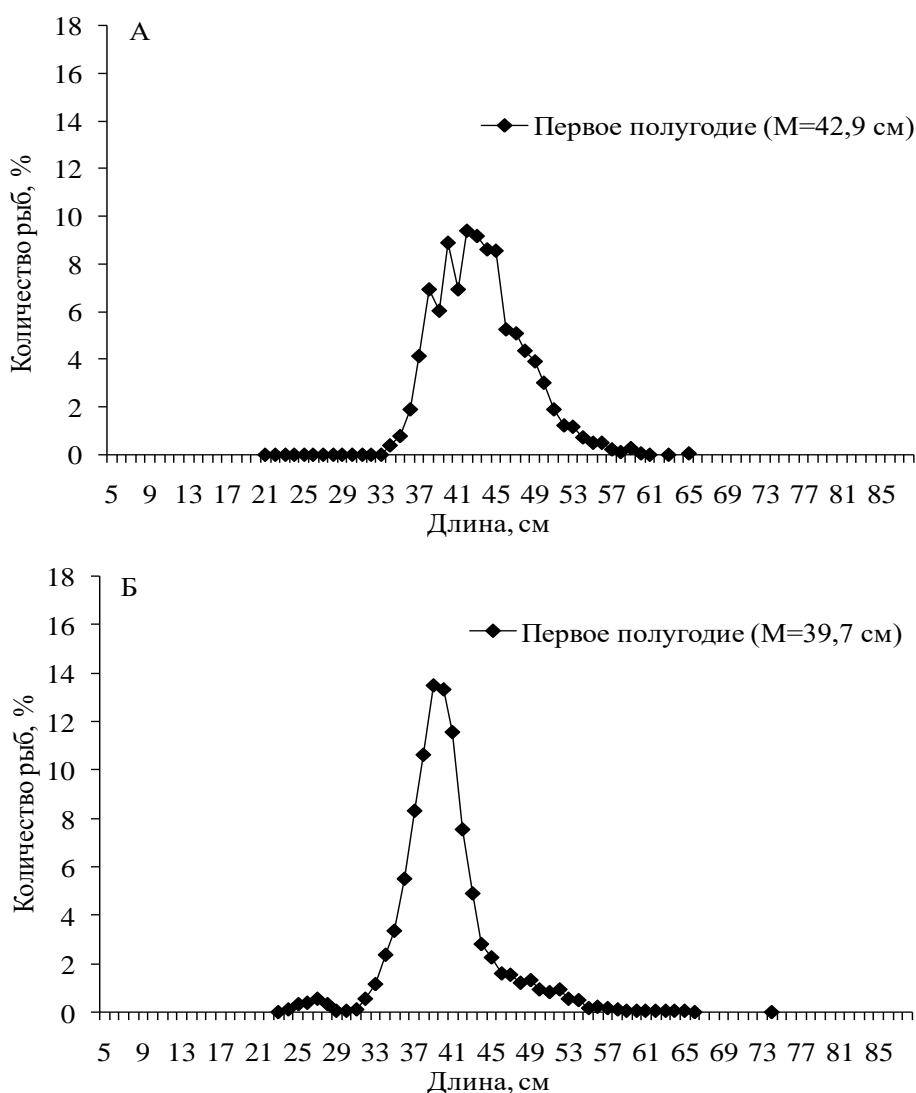 А
18
16
14
12
10
8
6
4
2
0
Количество рыб, %
Первое полугодие (М=42,9 см)
5 9 13 17 21 25 29 33 37 41 45 49 53 57 61 65 69 73 77 81 85
Длина, см
Б
18
16
14
12
10
8
6
4
2
0
Количество рыб, %
Первое полугодие (М=39,7 см)
5 9 13 17 21 25 29 33 37 41 45 49 53 57 61 65 69 73 77 81 85
Длина, см